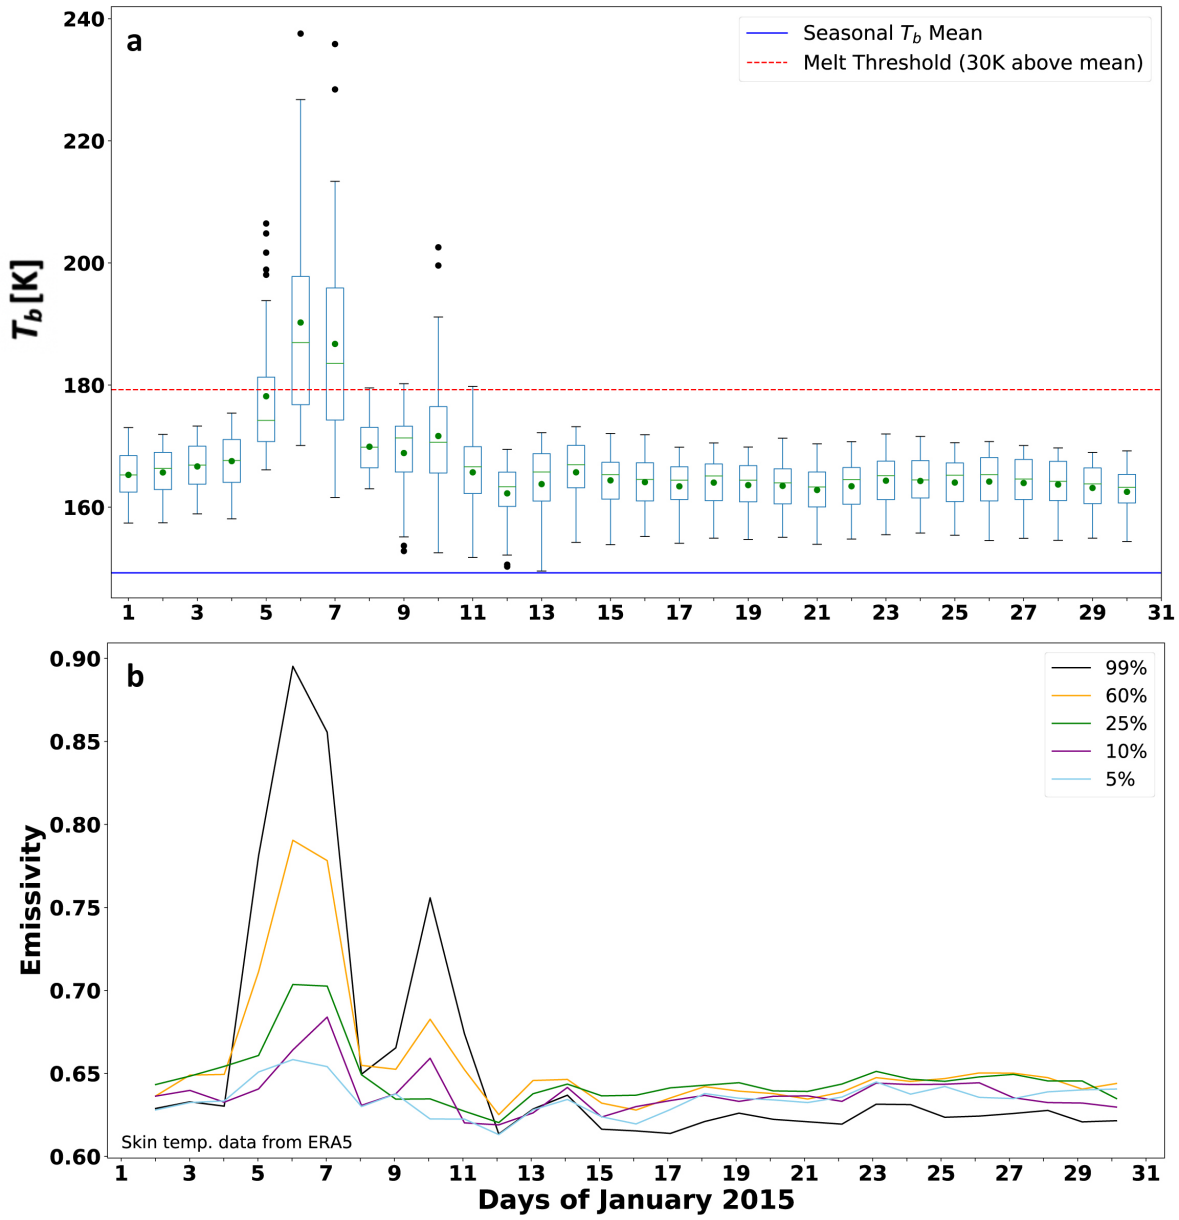 a
Seasonal Tb Mean
Melt Threshold (30K above mean)
240
220
200
180
160
Tb[K]
1 3 5 7 9 11 13 15 17 19 21 23 25 27 29 31
b
99%
60%
25%
10%
5%
0.90
0.85
0.80
0.75
0.70
0.65
0.60
Emissivity
Skin temp. data from ERA5
1 3 5 7 9 11 13 15 17 19 21 23 25 27 29 31
Days of January 2015